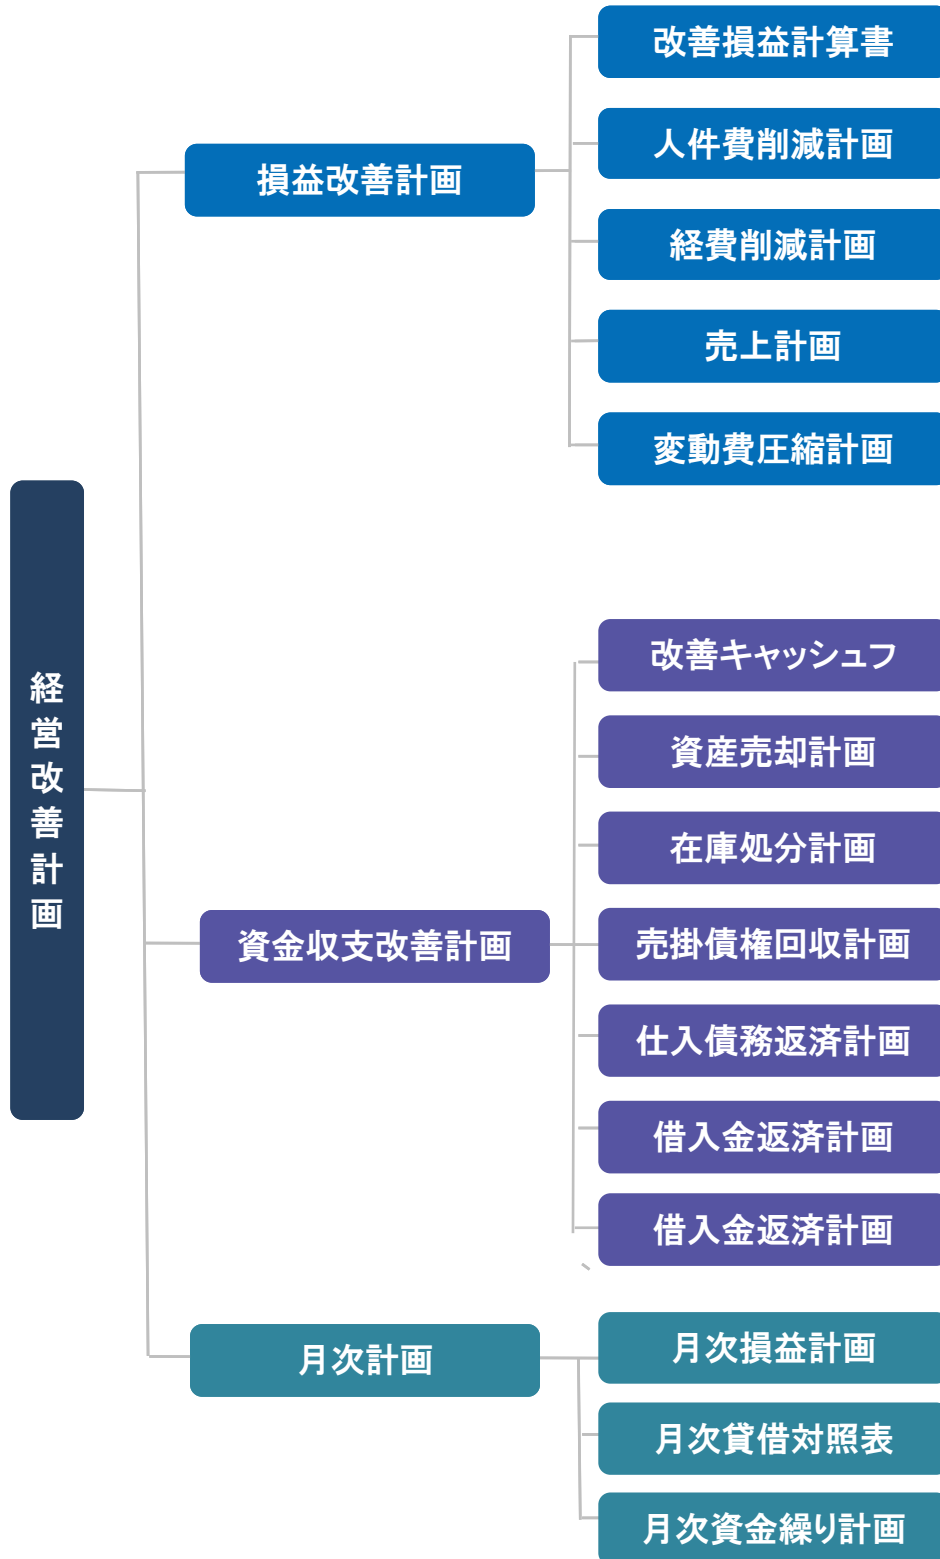 経営改善計画
損益改善計画
改善損益計算書
人件費削減計画
経費削減計画
売上計画
変動費圧縮計画
資金収支改善計画
改善キャッシュフ
資産売却計画
在庫処分計画
売掛債権回収計画
仕入債務返済計画
借入金返済計画
借入金返済計画
月次計画
月次損益計画
月次貸借対照表
月次資金繰り計画